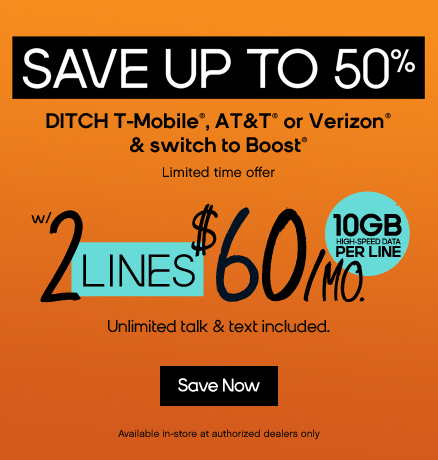 SAVE UP TO 50%
DITCH T-Mobile®, AT&T® or Verizon®
& switch to Boost®
Limited time offer
w/2 LINES $60/MO.
10GB
HIGH-SPEED DATA
PER LINE
Unlimited talk & text included.
Save Now
Available in-store at authorized dealers only